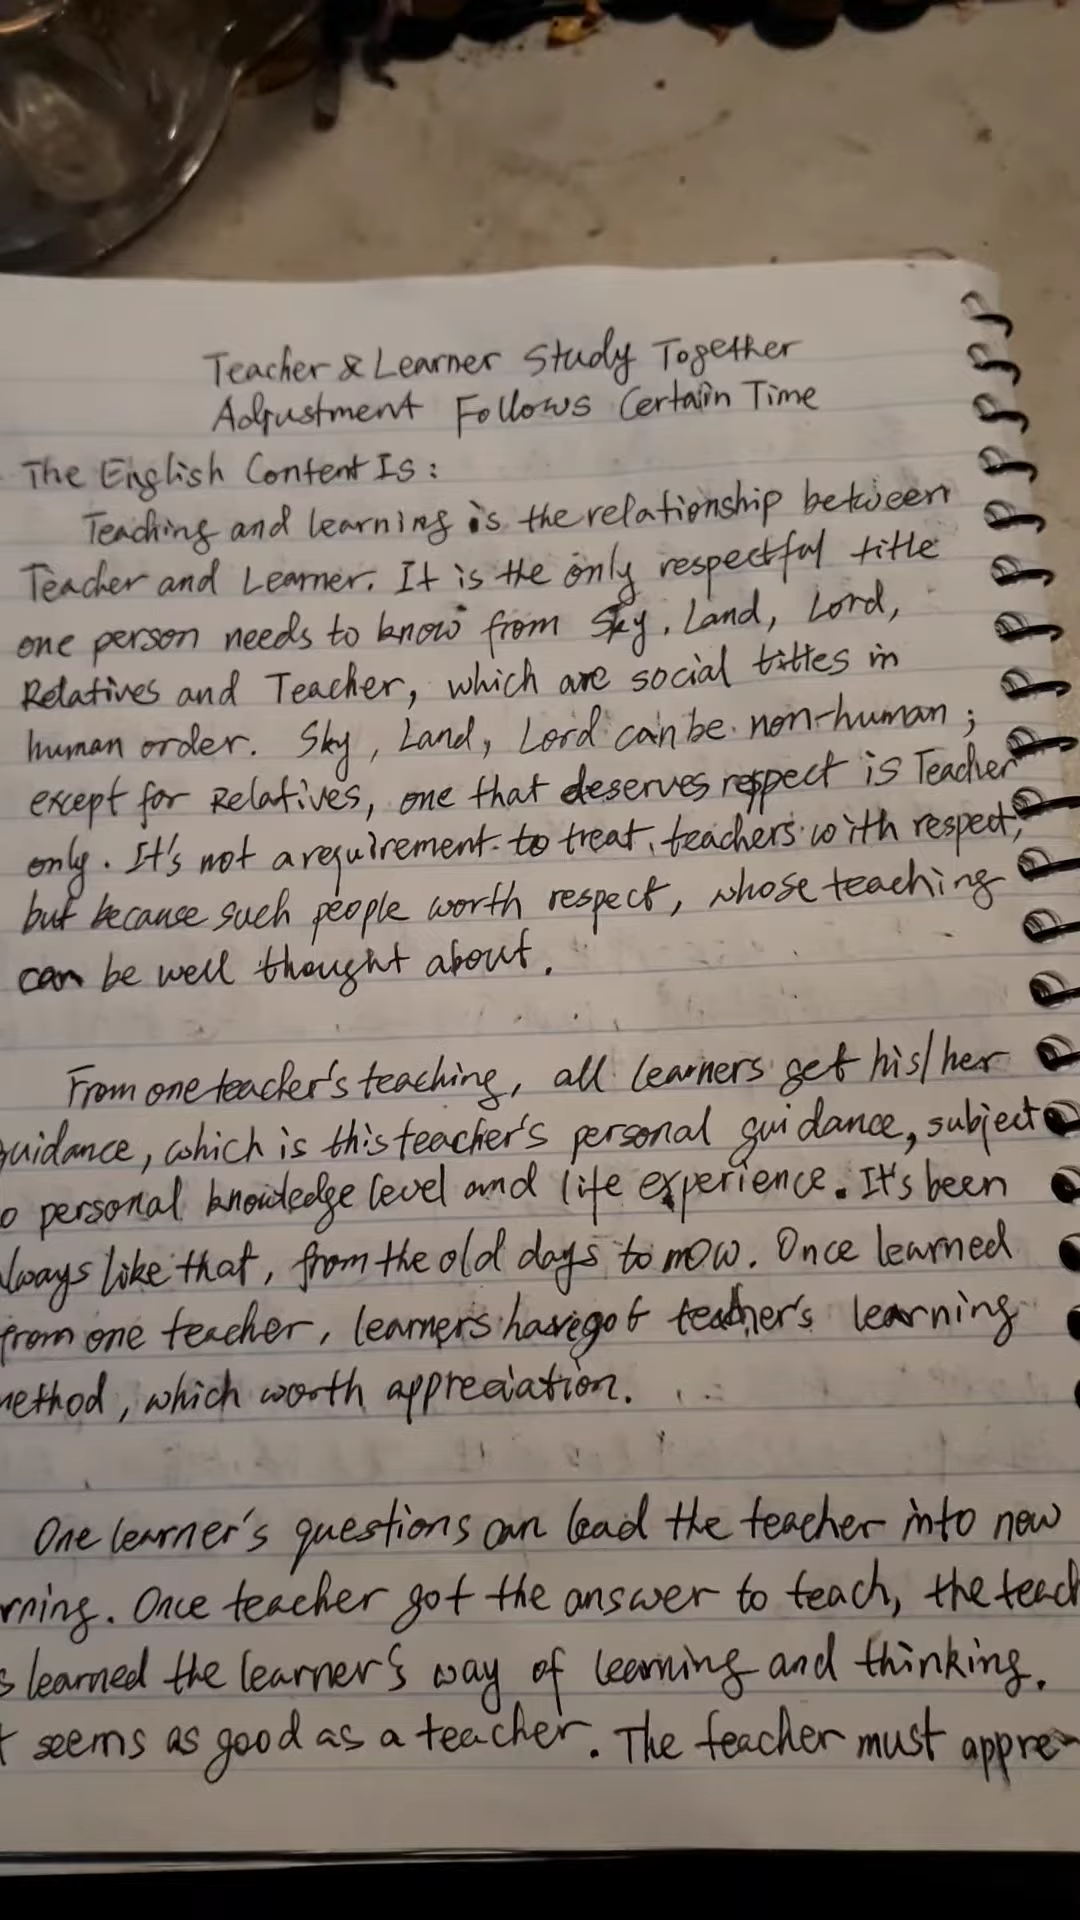 Teacher & Learner Study Together
Adjustment Follows Certain Time
The English Content Is:
Teaching and learning is the relationship between
Teacher and Learner. It is the only respectful title
one person needs to know from Sky, Land, Lord,
Relatives and Teacher, which are social titles in
human order. Sky, Land, Lord can be non-human;
except for Relatives, one that deserves respect is Teacher
only. It's not a requirement to treat teachers with respect,
but because such people worth respect, whose teaching
can be well thought about.
From one teacher's teaching, all learners get his/her
guidance, which is this teacher's personal guidance, subject
o personal knowledge level and life experience. It's been
lways like that, from the old days to now. Once learned
from one teacher, learners have got teacher's learning
method, which worth appreciation.
One learner's questions can lead the teacher into new
rning. Once teacher got the answer to teach, the teach
s learned the learner's way of learning and thinking.
t seems as good as a teacher. The teacher must appre-